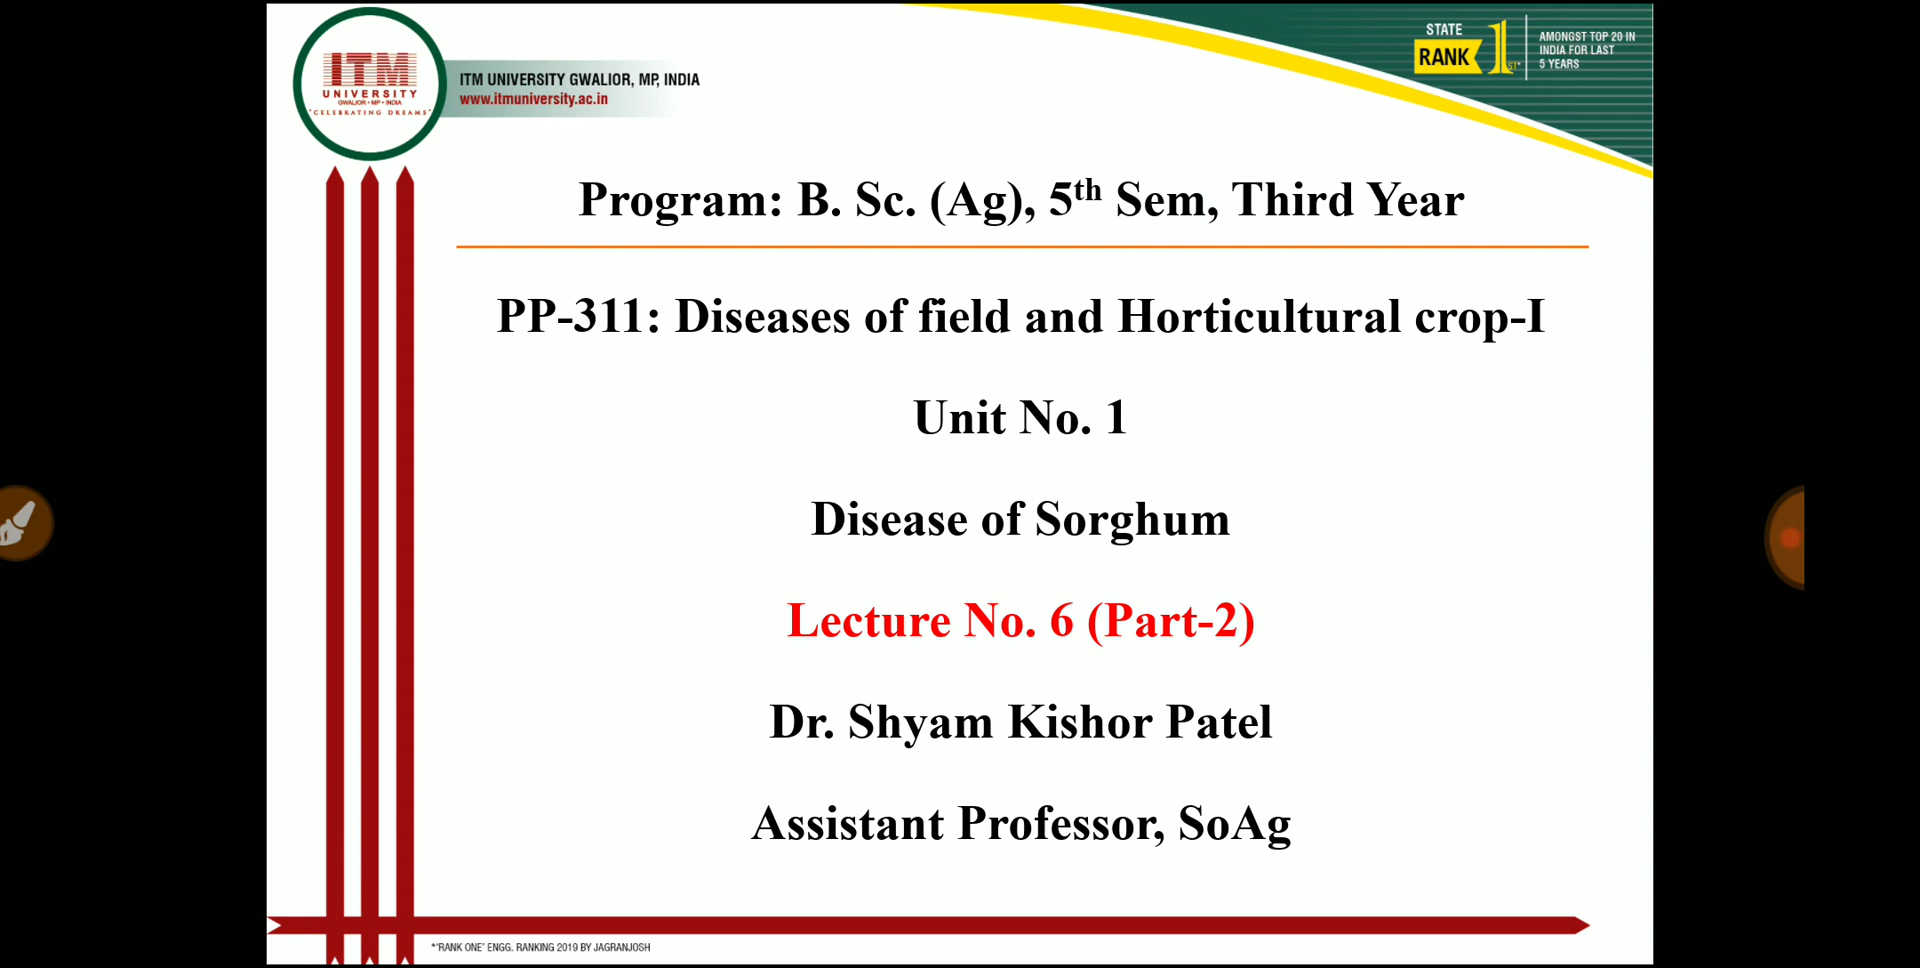 ITM
UNIVERSITY
GWALIOR • MP • INDIA
"CELEBRATING DREAMS"
ITM UNIVERSITY GWALIOR, MP, INDIA
www.itmuniversity.ac.in
STATE
RANK 1ST*
AMONGST TOP 20 IN
INDIA FOR LAST
5 YEARS
Program: B. Sc. (Ag), 5th Sem, Third Year
PP-311: Diseases of field and Horticultural crop-I
Unit No. 1
Disease of Sorghum
Lecture No. 6 (Part-2)
Dr. Shyam Kishor Patel
Assistant Professor, SoAg
*"RANK ONE" ENGG. RANKING 2019 BY JAGRANJOSH